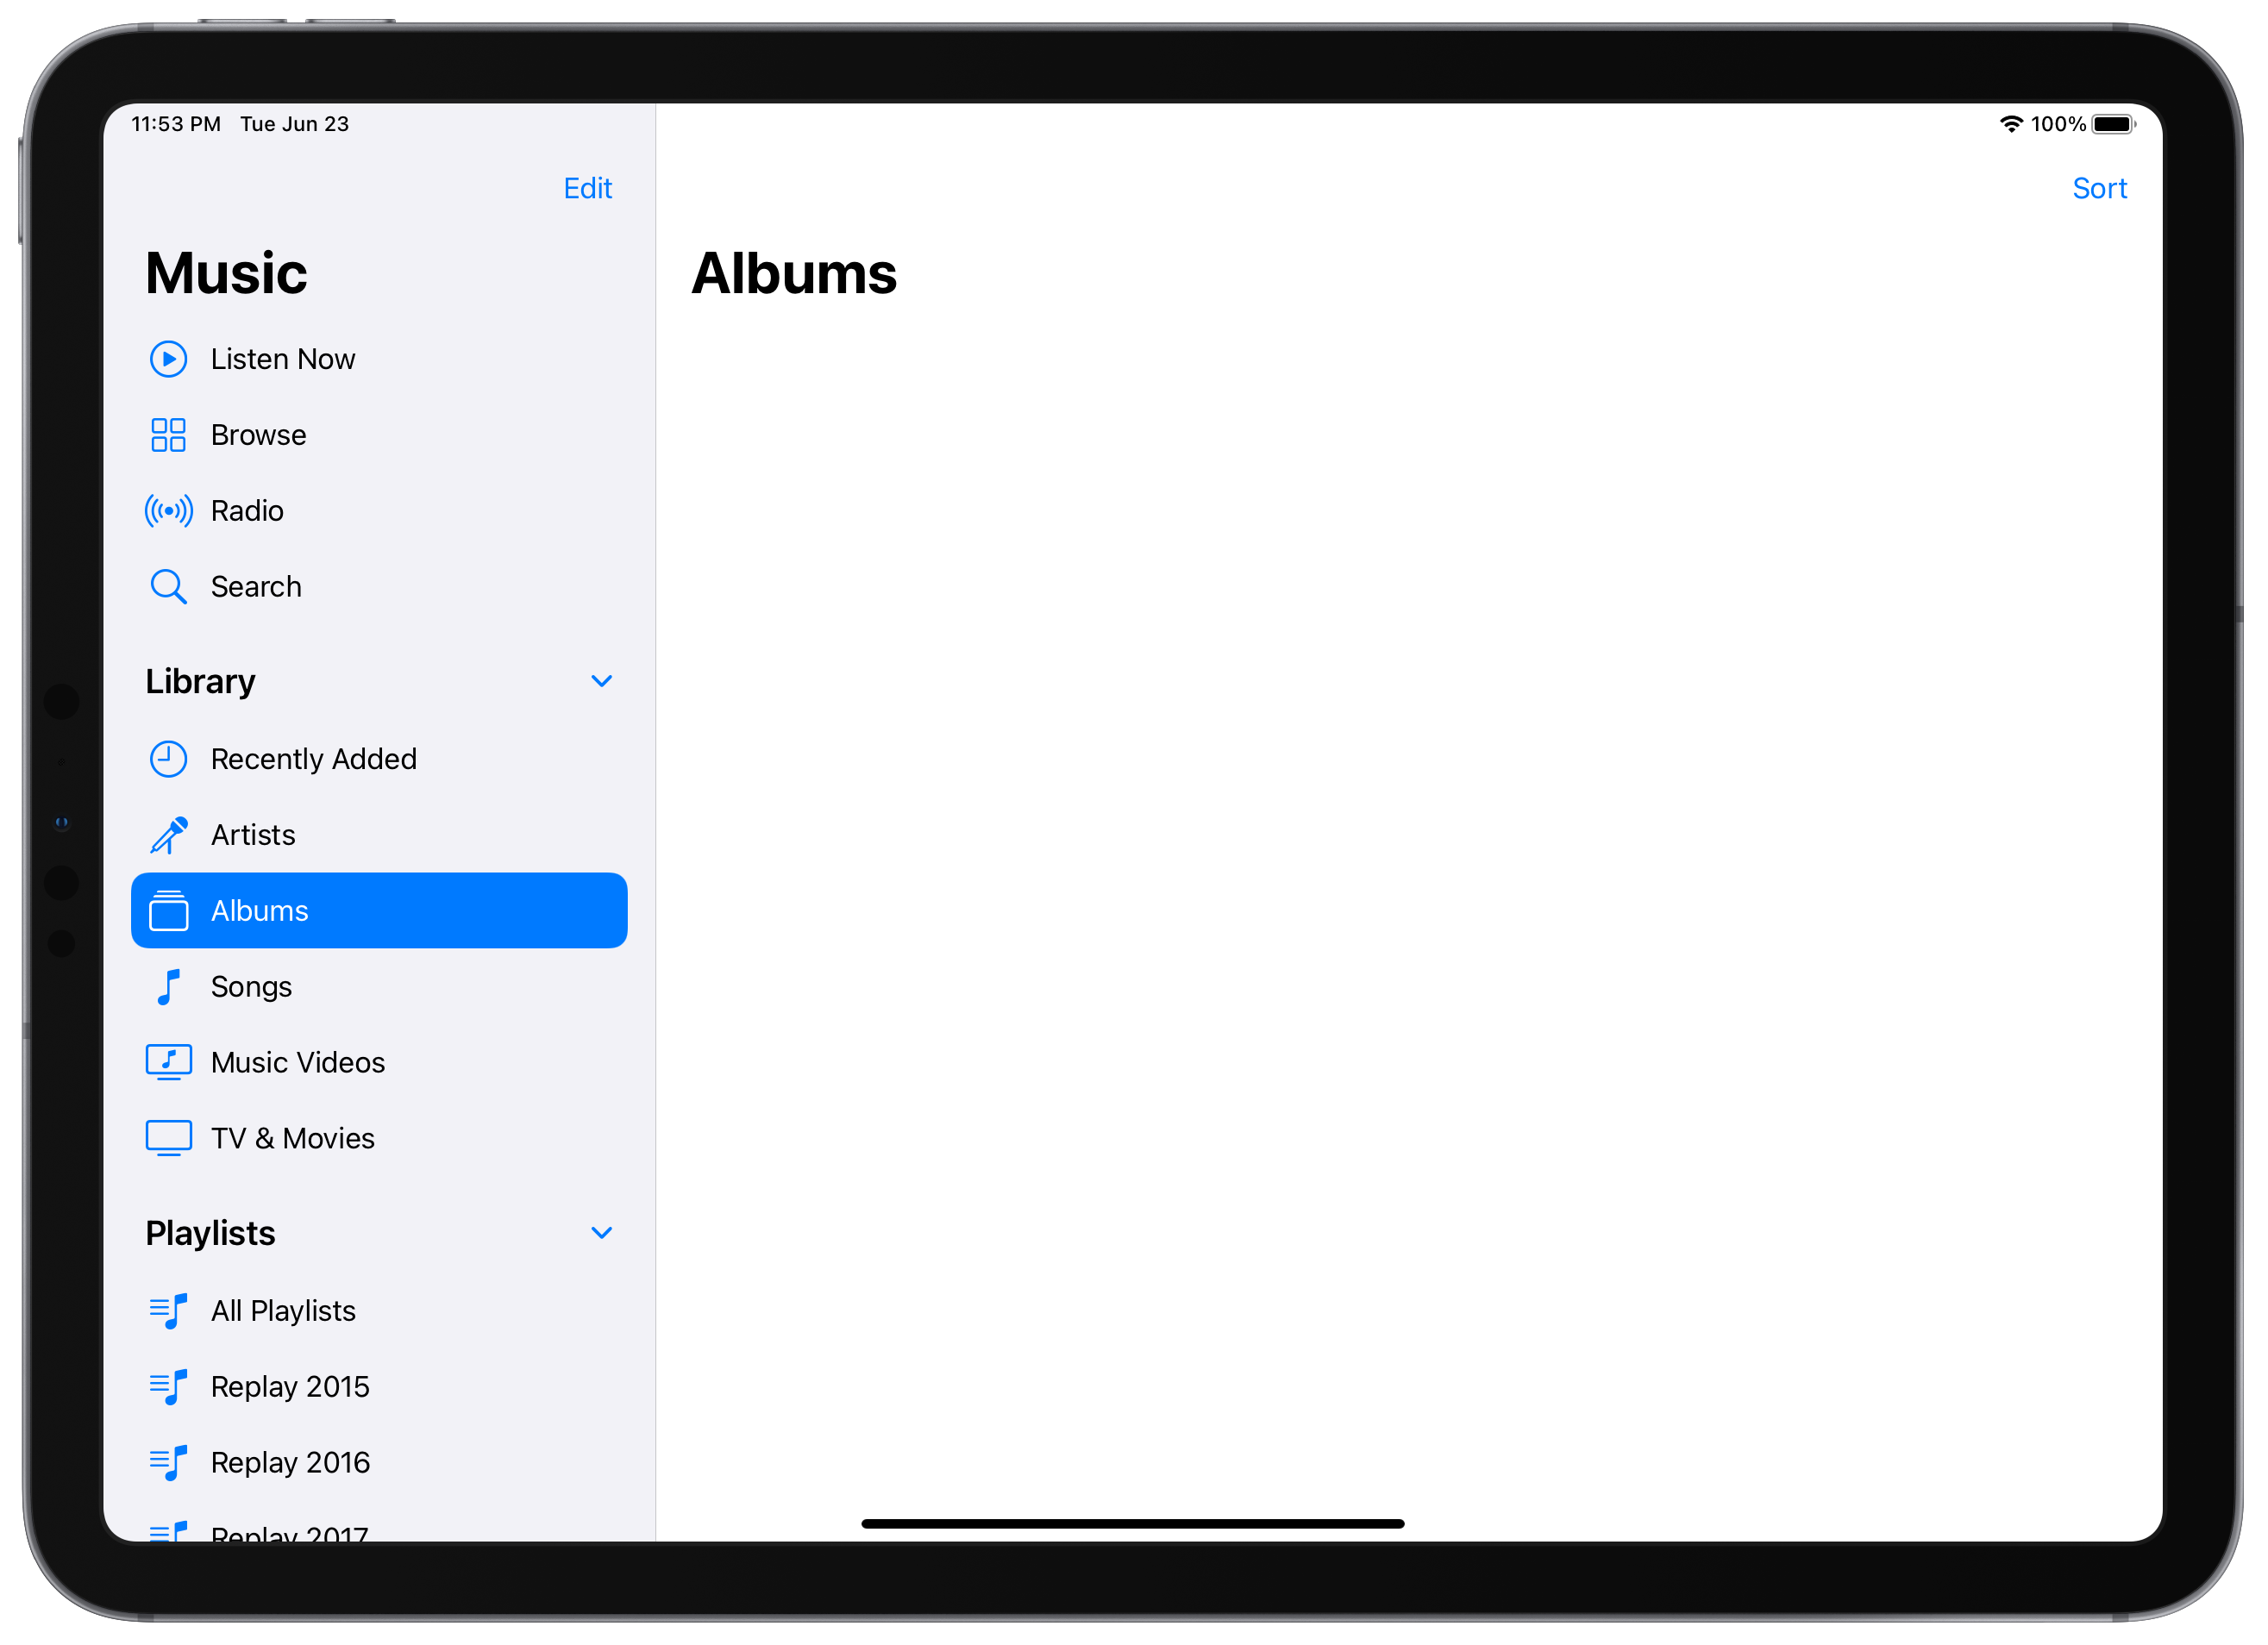 11:53 PM Tue Jun 23
100%
Edit
Sort
Music
Albums
Listen Now
Browse
Radio
Search
Library
Recently Added
Artists
Albums
Songs
Music Videos
TV & Movies
Playlists
All Playlists
Replay 2015
Replay 2016
Replay 2017